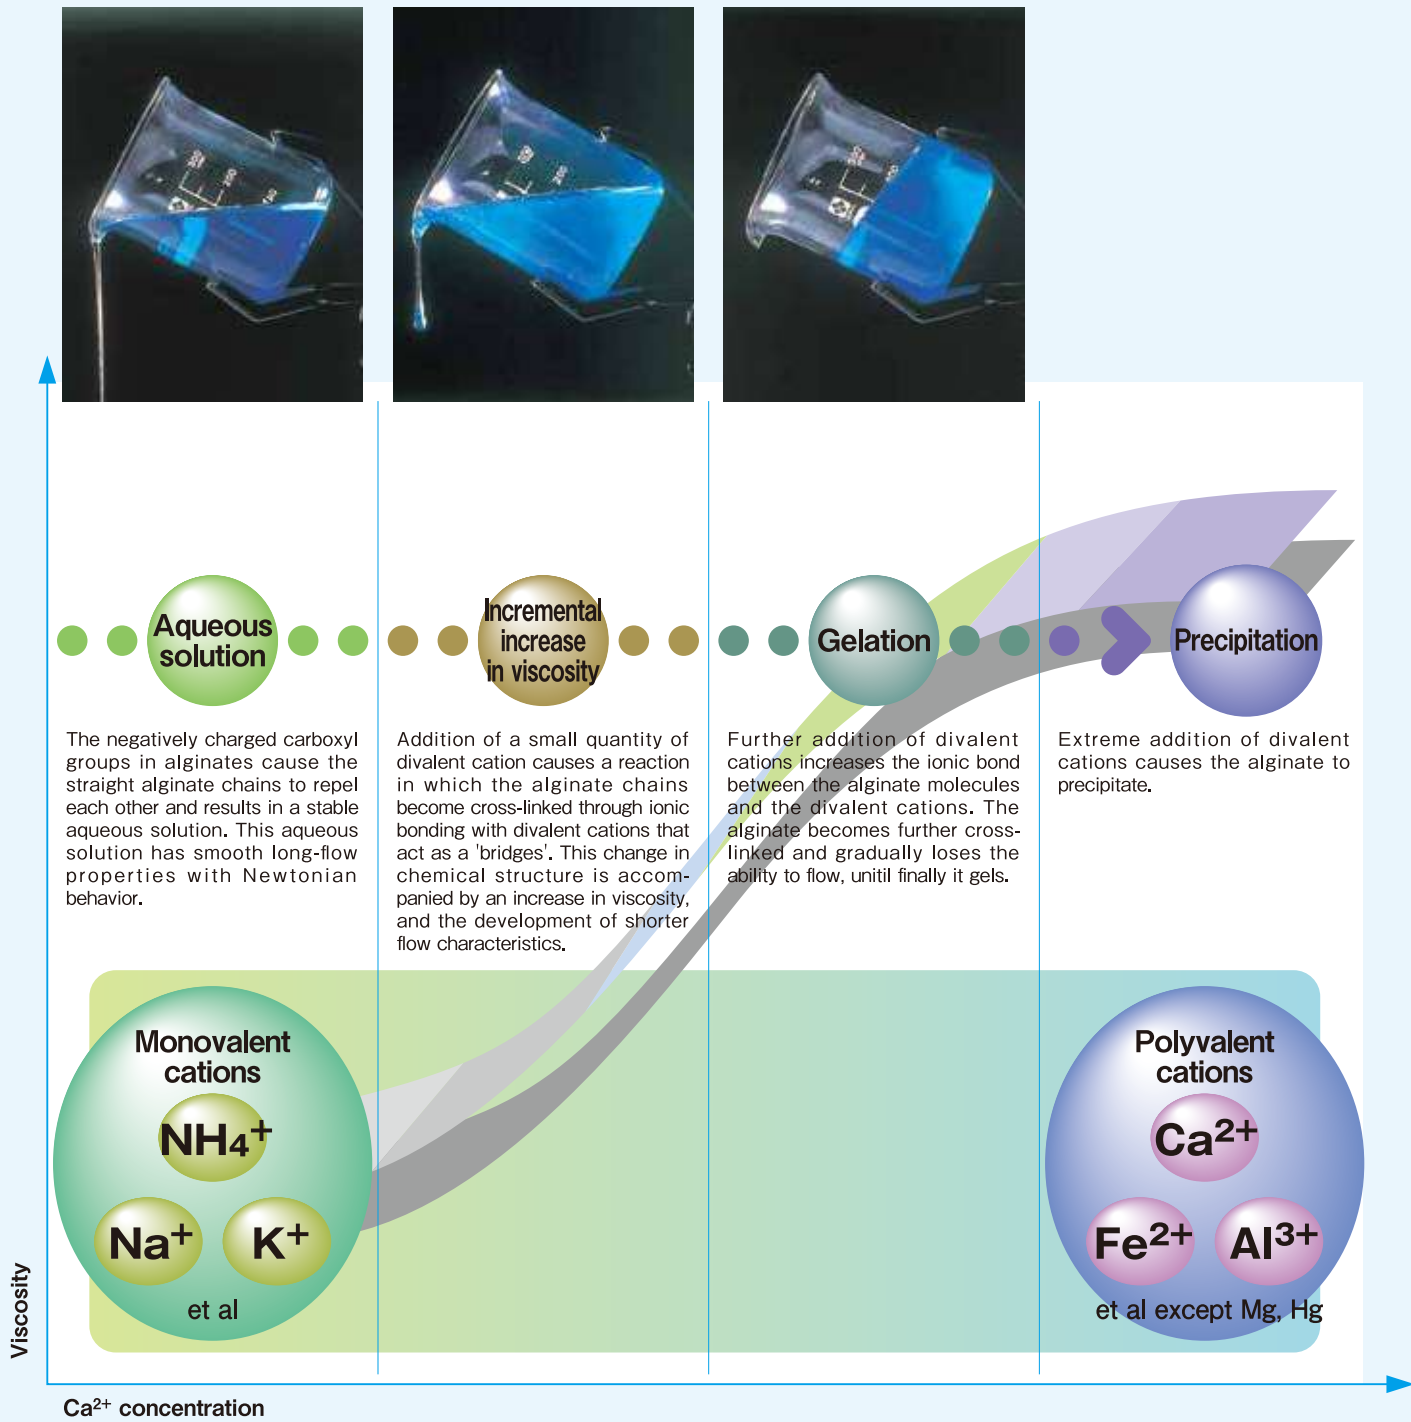 Aqueous
solution
Incremental
increase
in viscosity
Gelation
Precipitation
The negatively charged carboxyl
groups in alginates cause the
straight alginate chains to repel
each other and results in a stable
aqueous solution. This aqueous
solution has smooth long-flow
properties with Newtonian
behavior.
Addition of a small quantity of
divalent cation causes a reaction
in which the alginate chains
become cross-linked through ionic
bonding with divalent cations that
act as a 'bridges'. This change in
chemical structure is accom-
panied by an increase in viscosity,
and the development of shorter
flow characteristics.
Further addition of divalent
cations increases the ionic bond
between the alginate molecules
and the divalent cations. The
alginate becomes further cross-
linked and gradually loses the
ability to flow, unitil finally it gels.
Extreme addition of divalent
cations causes the alginate to
precipitate.
Monovalent
cations
NH₄⁺
Na⁺
K⁺
et al
Polyvalent
cations
Ca²⁺
Fe²⁺
Al³⁺
et al except Mg, Hg
Viscosity
Ca²⁺ concentration